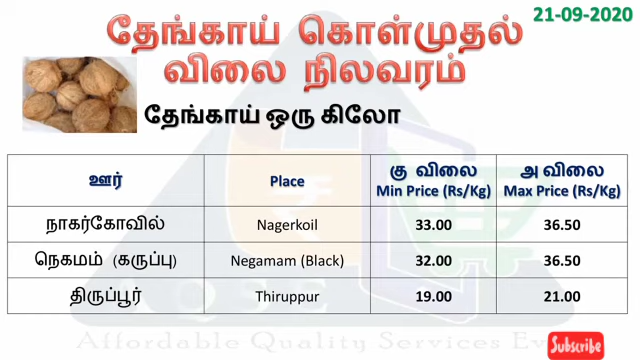 21-09-2020
தேங்காய் கொள்முதல்
விலை நிலவரம்
தேங்காய் ஒரு கிலோ
ஊர் Place கு விலை Min Price (Rs/Kg) அ விலை Max Price (Rs/Kg)
நாகர்கோவில் Nagerkoil 33.00 36.50
நெகமம் (கருப்பு) Negamam (Black) 32.00 36.50
திருப்பூர் Thiruppur 19.00 21.00
Affordable Quality Services
Subscribe